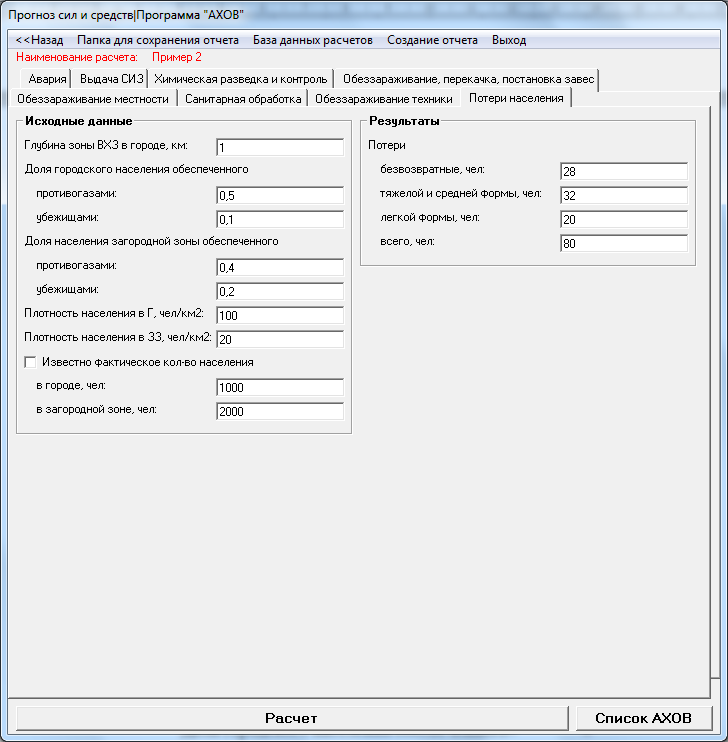 Прогноз сил и средств|Программа "АХОВ"
<<Назад Папка для сохранения отчета База данных расчетов Создание отчета Выход
Наименование расчета: Пример 2
Авария Выдача СИЗ Химическая разведка и контроль Обеззараживание, перекачка, постановка завес
Обеззараживание местности Санитарная обработка Обеззараживание техники Потери населения
Исходные данные
Глубина зоны ВХЗ в городе, км: 1
Доля городского населения обеспеченного
противогазами: 0,5
убежищами: 0,1
Доля населения загородной зоны обеспеченного
противогазами: 0,4
убежищами: 0,2
Плотность населения в Г, чел/км2: 100
Плотность населения в ЗЗ, чел/км2: 20
Известно фактическое кол-во населения
в городе, чел: 1000
в загородной зоне, чел: 2000
Результаты
Потери
безвозвратные, чел: 28
тяжелой и средней формы, чел: 32
легкой формы, чел: 20
всего, чел: 80
Расчет Список АХОВ